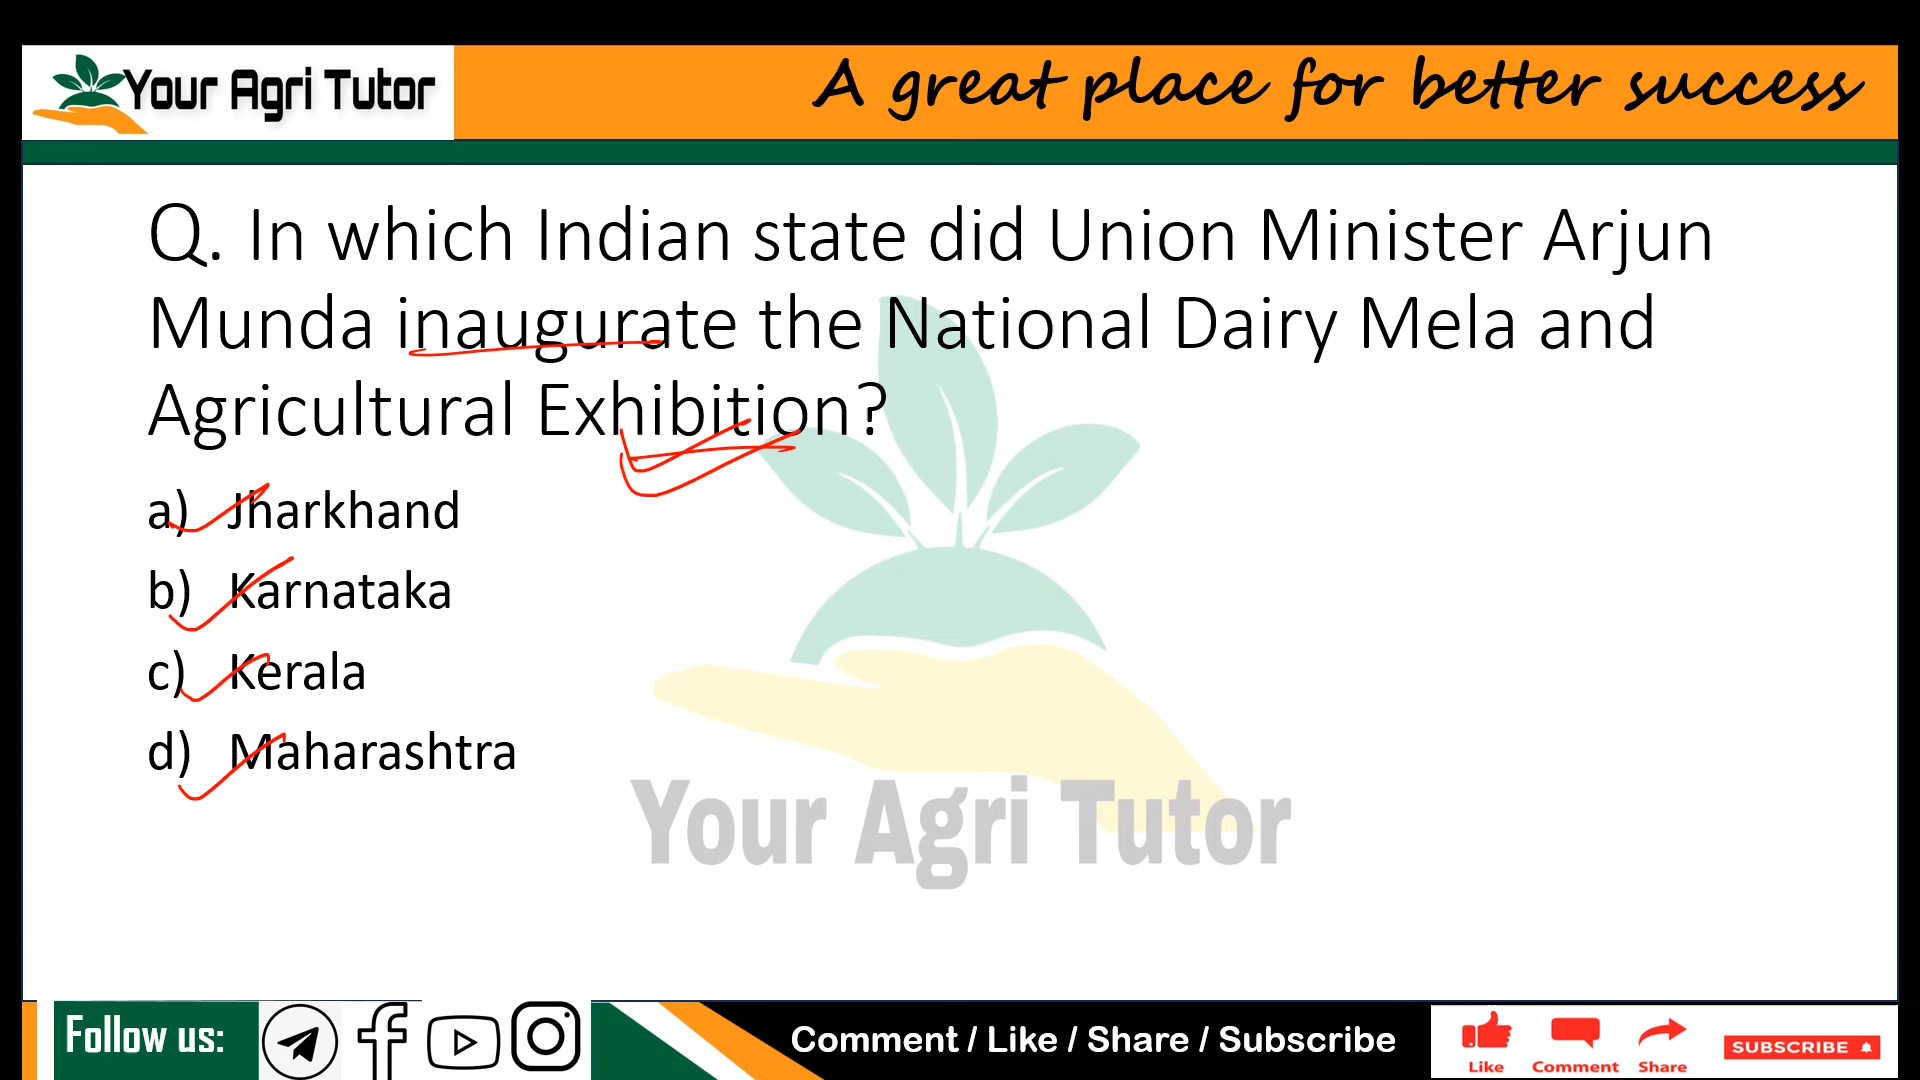 Your Agri Tutor
A great place for better success
Q. In which Indian state did Union Minister Arjun
Munda inaugurate the National Dairy Mela and
Agricultural Exhibition?
a) Jharkhand
b) Karnataka
c) Kerala
d) Maharashtra
Your Agri Tutor
Follow us:
Comment / Like / Share / Subscribe
Like Comment Share
SUBSCRIBE